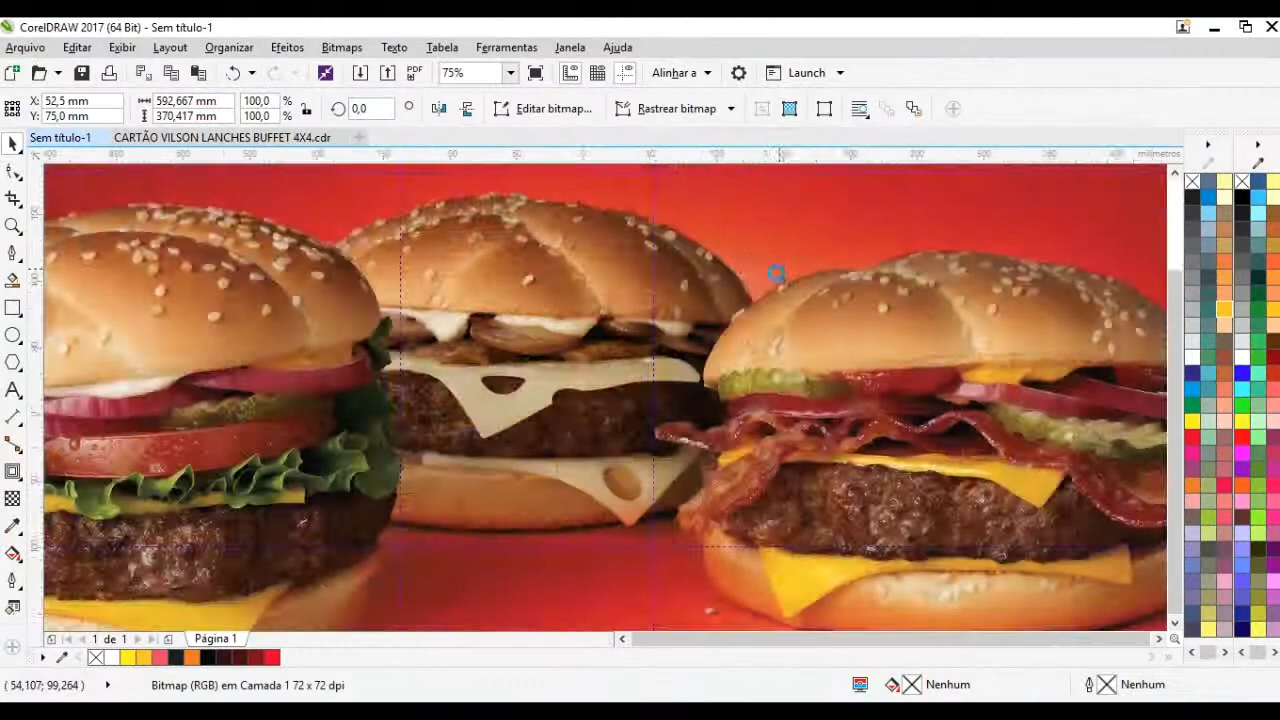 CorelDRAW 2017 (64 Bit) - Sem título-1
Arquivo Editar Exibir Layout Organizar Efeitos Bitmaps Texto Tabela Ferramentas Janela Ajuda
PDF 75% Alinhar a Launch
X: 52,5 mm 592,667 mm 100,0 % 0,0 Editar bitmap... Rastrear bitmap
Y: 75,0 mm 370,417 mm 100,0 %
Sem título-1 CARTÃO VILSON LANCHES BUFFET 4X4.cdr
milímetros
1 de 1 Página 1
( 54,107; 99,264 ) Bitmap (RGB) em Camada 1 72 x 72 dpi Nenhum Nenhum